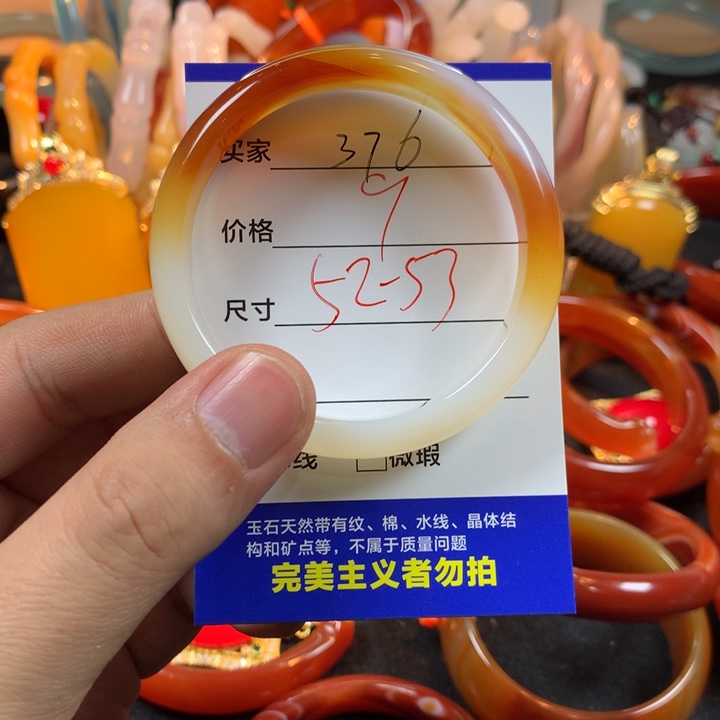 买家 376
价格 9
尺寸 52-53
线 □微瑕
玉石天然带有纹、棉、水线、晶体结
构和矿点等，不属于质量问题
完美主义者勿拍